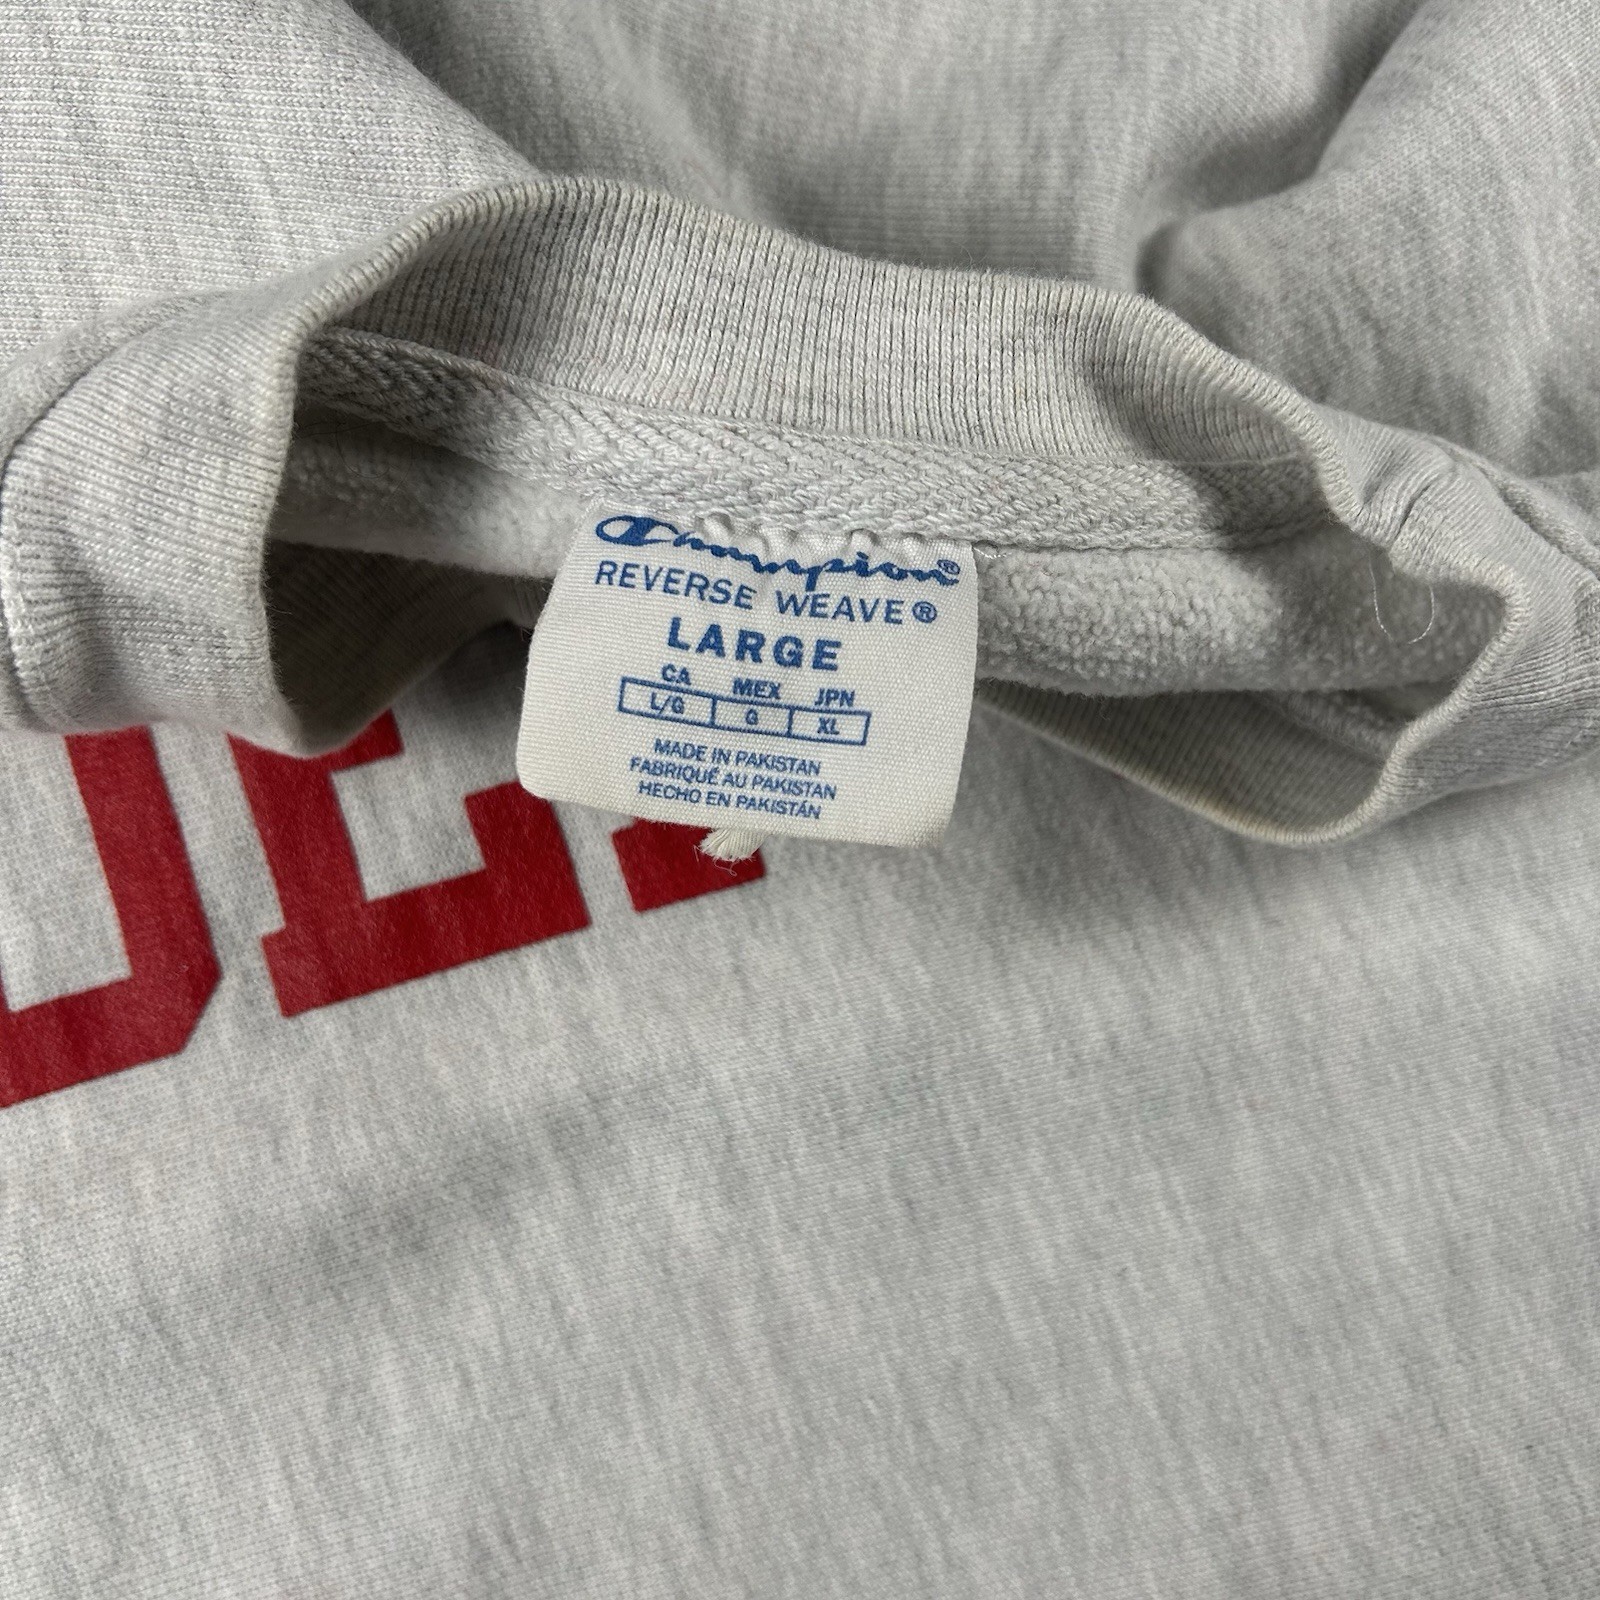 Champion®
REVERSE WEAVE®
LARGE
CA MEX JPN
L/G G XL
MADE IN PAKISTAN
FABRIQUÉ AU PAKISTAN
HECHO EN PAKISTÁN